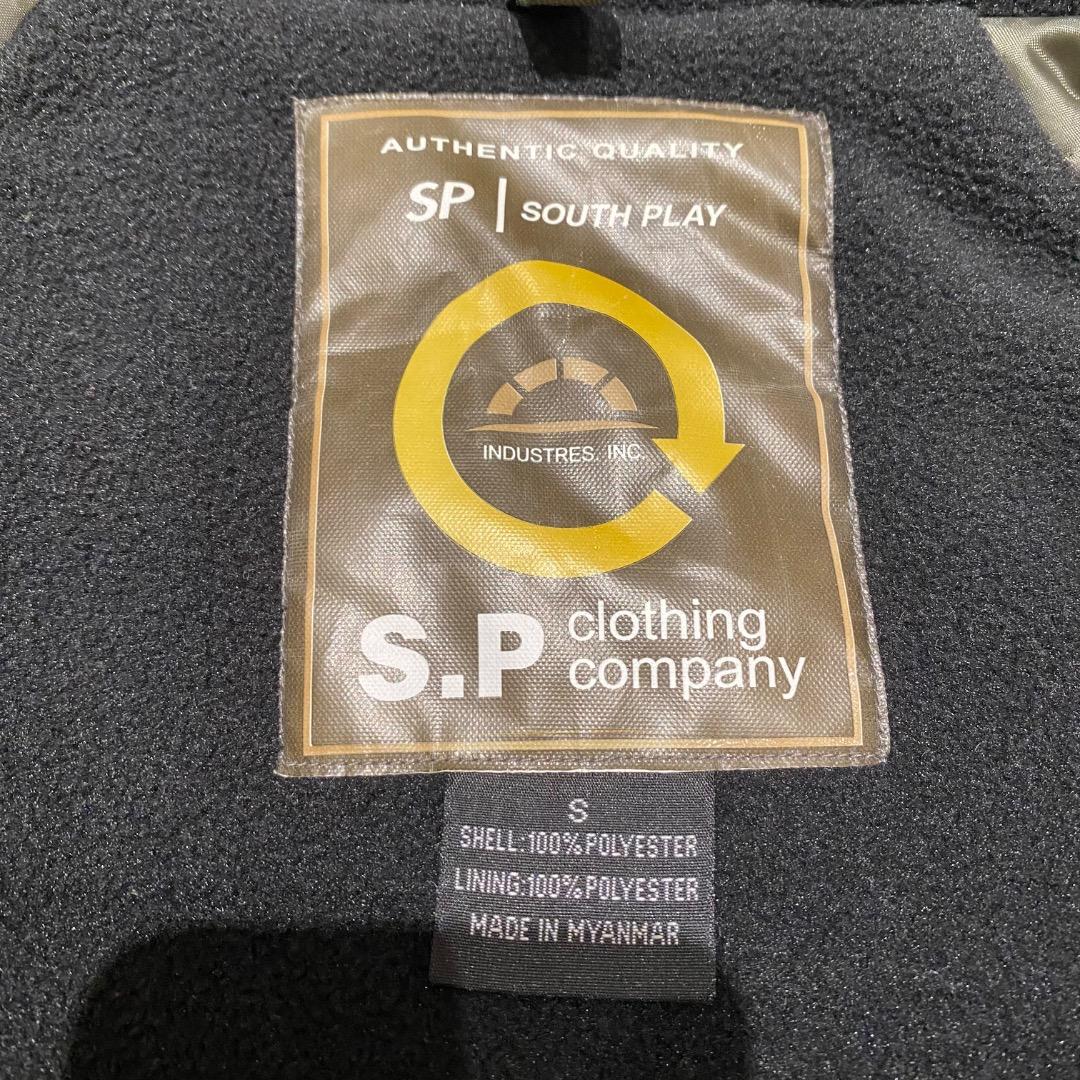 AUTHENTIC QUALITY
SP | SOUTH PLAY
INDUSTRES. INC.
S.P clothing company
S
SHELL:100%POLYESTER
LINING:100%POLYESTER
MADE IN MYANMAR